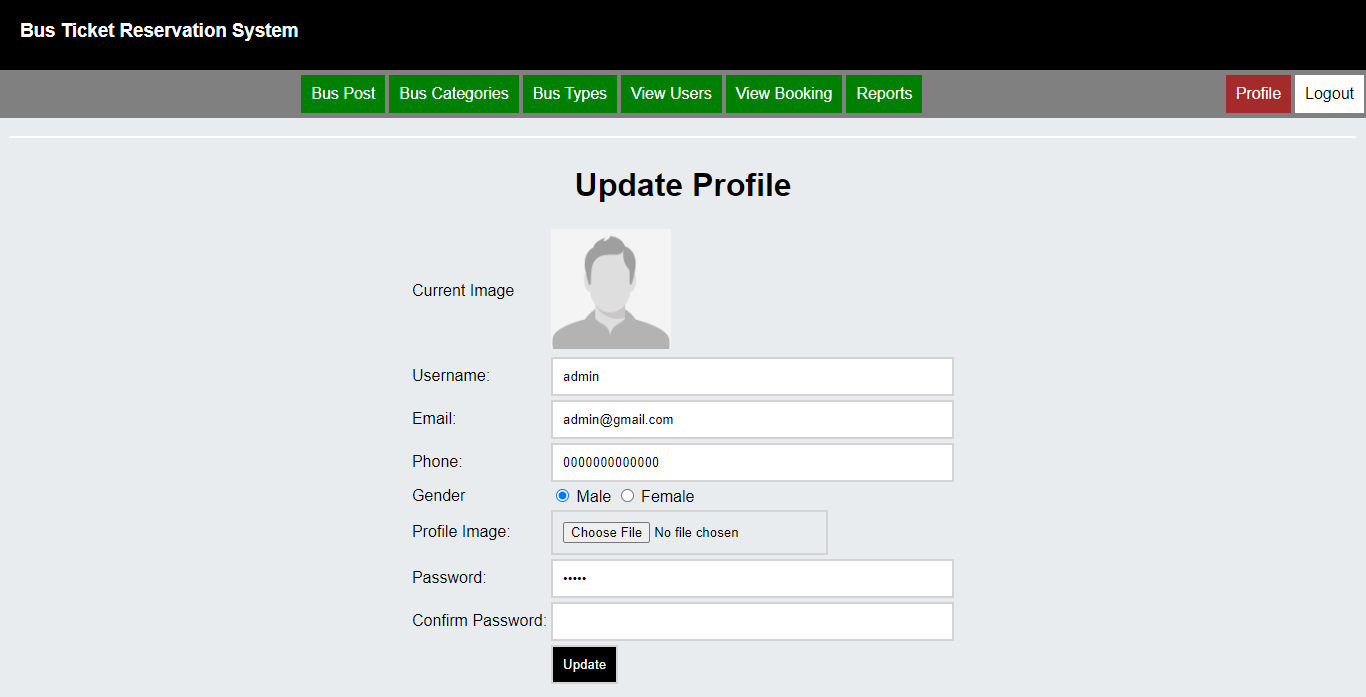 Bus Ticket Reservation System
Bus Post Bus Categories Bus Types View Users View Booking Reports Profile Logout
Update Profile
Current Image
Username: admin
Email: admin@gmail.com
Phone: 0000000000000
Gender Male Female
Profile Image: Choose File No file chosen
Password: •••••
Confirm Password:
Update